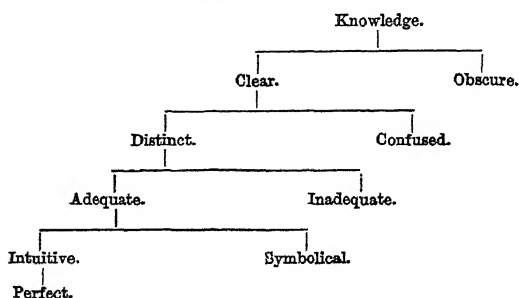 Knowledge.
Clear. Obscure.
Distinct. Confused.
Adequate. Inadequate.
Intuitive. Symbolical.
Perfect.